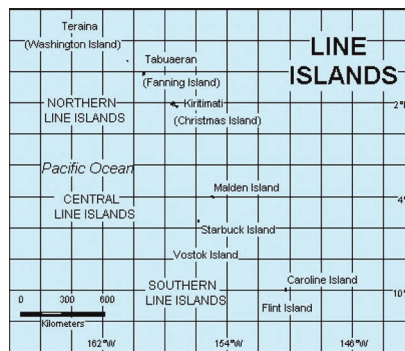 Teraina
(Washington Island)
LINE
ISLANDS
Tabuaeran
(Fanning Island)
NORTHERN
LINE ISLANDS
Kiritimati
(Christmas Island)
2°
Pacific Ocean
CENTRAL
LINE ISLANDS
Malden Island
4°
Starbuck Island
Vostok Island
SOUTHERN
LINE ISLANDS
Caroline Island
10°
Flint Island
0 300 600
Kilometers
162°W 154°W 146°W